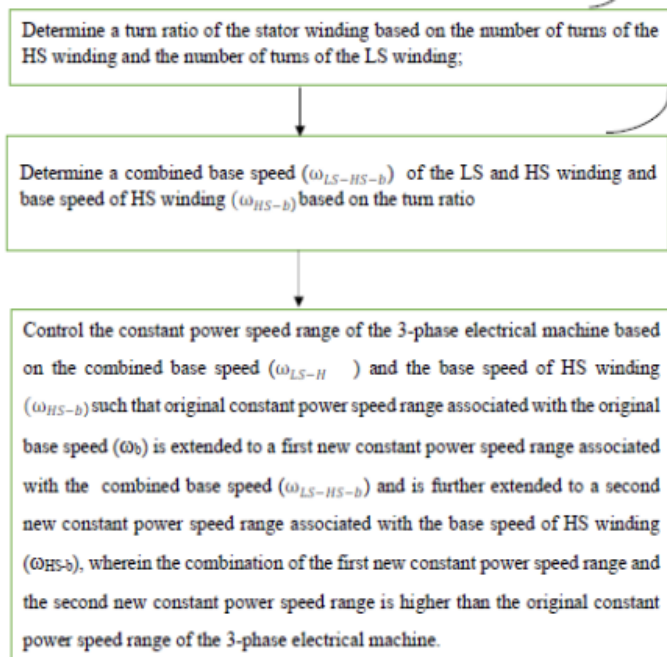 Determine a turn ratio of the stator winding based on the number of turns of the
HS winding and the number of turns of the LS winding;
Determine a combined base speed (ω_{LS−HS−b}) of the LS and HS winding and
base speed of HS winding (ω_{HS−b}) based on the turn ratio
Control the constant power speed range of the 3-phase electrical machine based
on the combined base speed (ω_{LS−H} ) and the base speed of HS winding
(ω_{HS−b}) such that original constant power speed range associated with the original
base speed (ω_b) is extended to a first new constant power speed range associated
with the combined base speed (ω_{LS−HS−b}) and is further extended to a second
new constant power speed range associated with the base speed of HS winding
(ω_{HS-b}), wherein the combination of the first new constant power speed range and
the second new constant power speed range is higher than the original constant
power speed range of the 3-phase electrical machine.